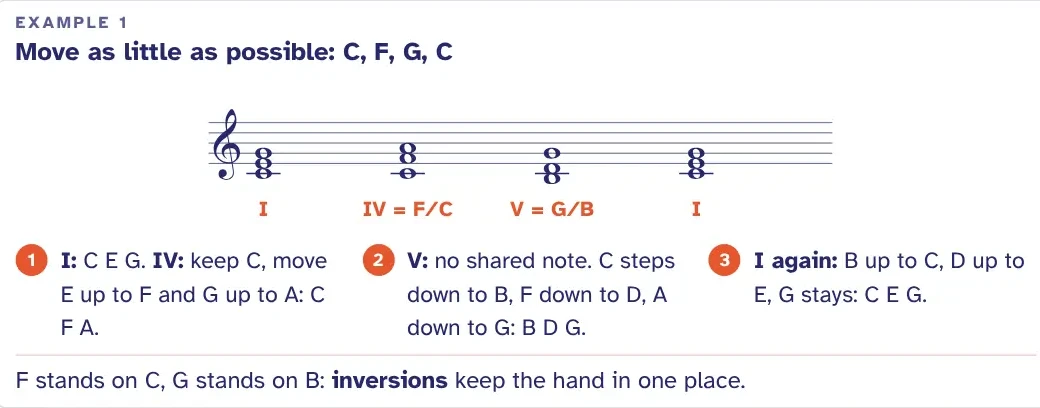 EXAMPLE 1
Move as little as possible: C, F, G, C
I
IV = F/C
V = G/B
I
1
I: C E G. IV: keep C, move
E up to F and G up to A: C
F A.
2
V: no shared note. C steps
down to B, F down to D, A
down to G: B D G.
3
I again: B up to C, D up to
E, G stays: C E G.
F stands on C, G stands on B: inversions keep the hand in one place.